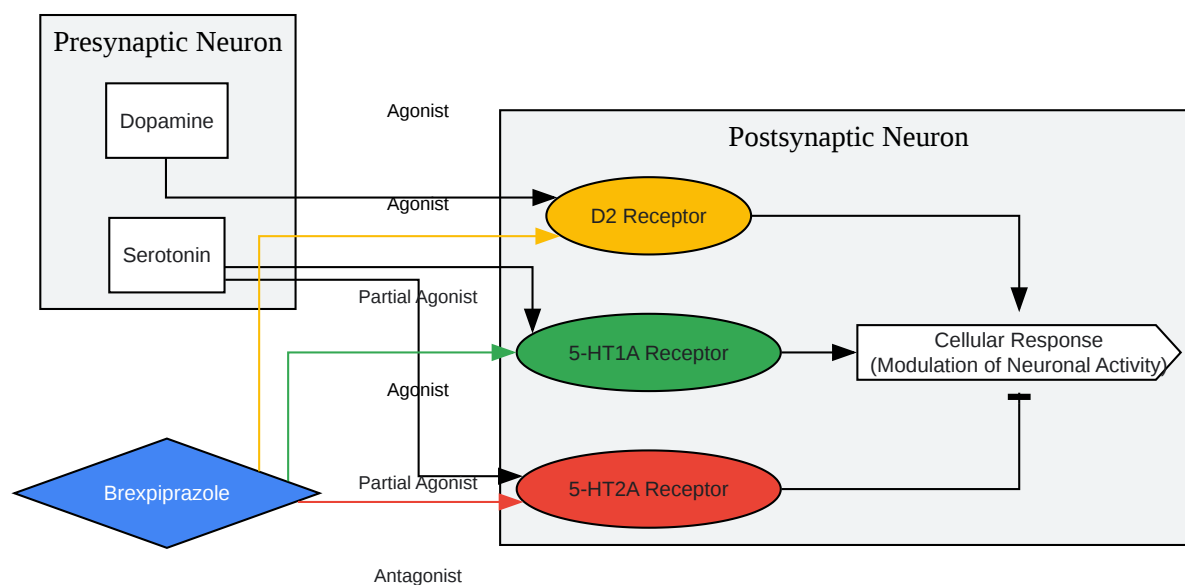 Presynaptic Neuron
Dopamine
Serotonin
Agonist
Agonist
Partial Agonist
Agonist
Partial Agonist
Antagonist
Brexpiprazole
Postsynaptic Neuron
D2 Receptor
5-HT1A Receptor
5-HT2A Receptor
Cellular Response
(Modulation of Neuronal Activity)